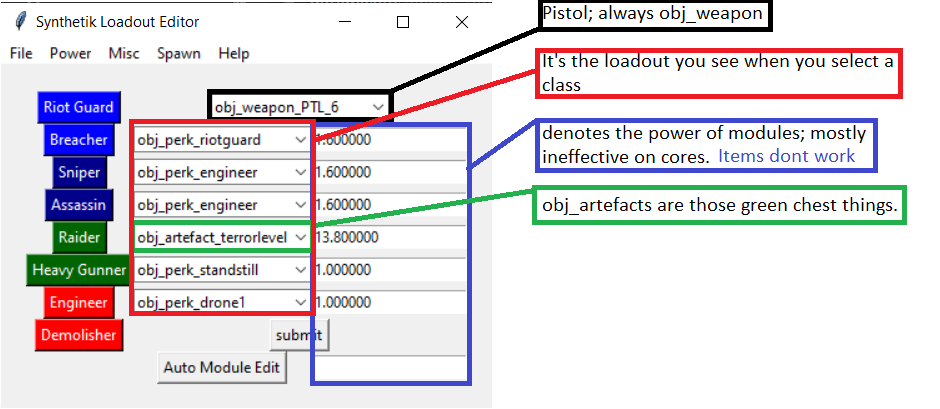 Synthetik Loadout Editor
File Power Misc Spawn Help
Riot Guard
obj_weapon_PTL_6
Breacher
obj_perk_riotguard
1.600000
Sniper
obj_perk_engineer
1.600000
Assassin
obj_perk_engineer
1.600000
Raider
obj_artefact_terrorlevel
13.800000
Heavy Gunner
obj_perk_standstill
1.000000
Engineer
obj_perk_drone1
1.000000
Demolisher
submit
Auto Module Edit
Pistol; always obj_weapon
It's the loadout you see when you select a
class
denotes the power of modules; mostly
ineffective on cores. Items dont work
obj_artefacts are those green chest things.